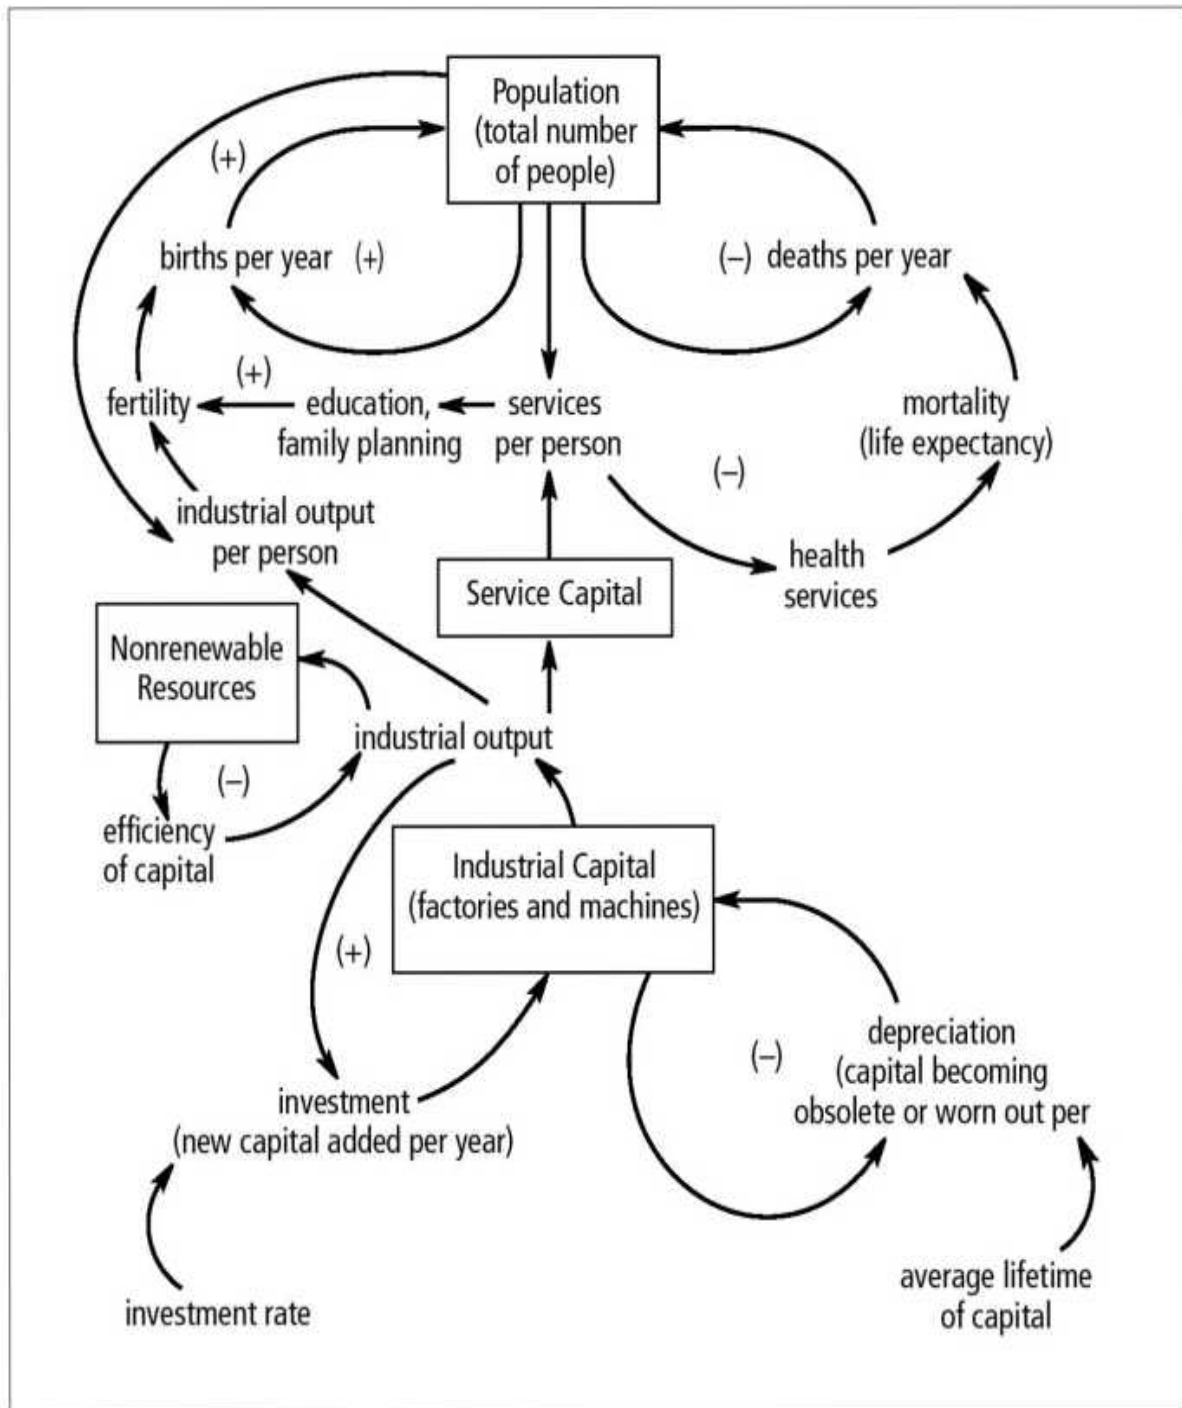 Population
(total number
of people)
(+)
births per year (+)
(–) deaths per year
(+)
fertility
education,
family planning
services
per person
mortality
(life expectancy)
(–)
industrial output
per person
health
services
Service Capital
Nonrenewable
Resources
industrial output
(–)
efficiency
of capital
Industrial Capital
(factories and machines)
(+)
depreciation
(capital becoming
obsolete or worn out per
(–)
investment
(new capital added per year)
average lifetime
of capital
investment rate